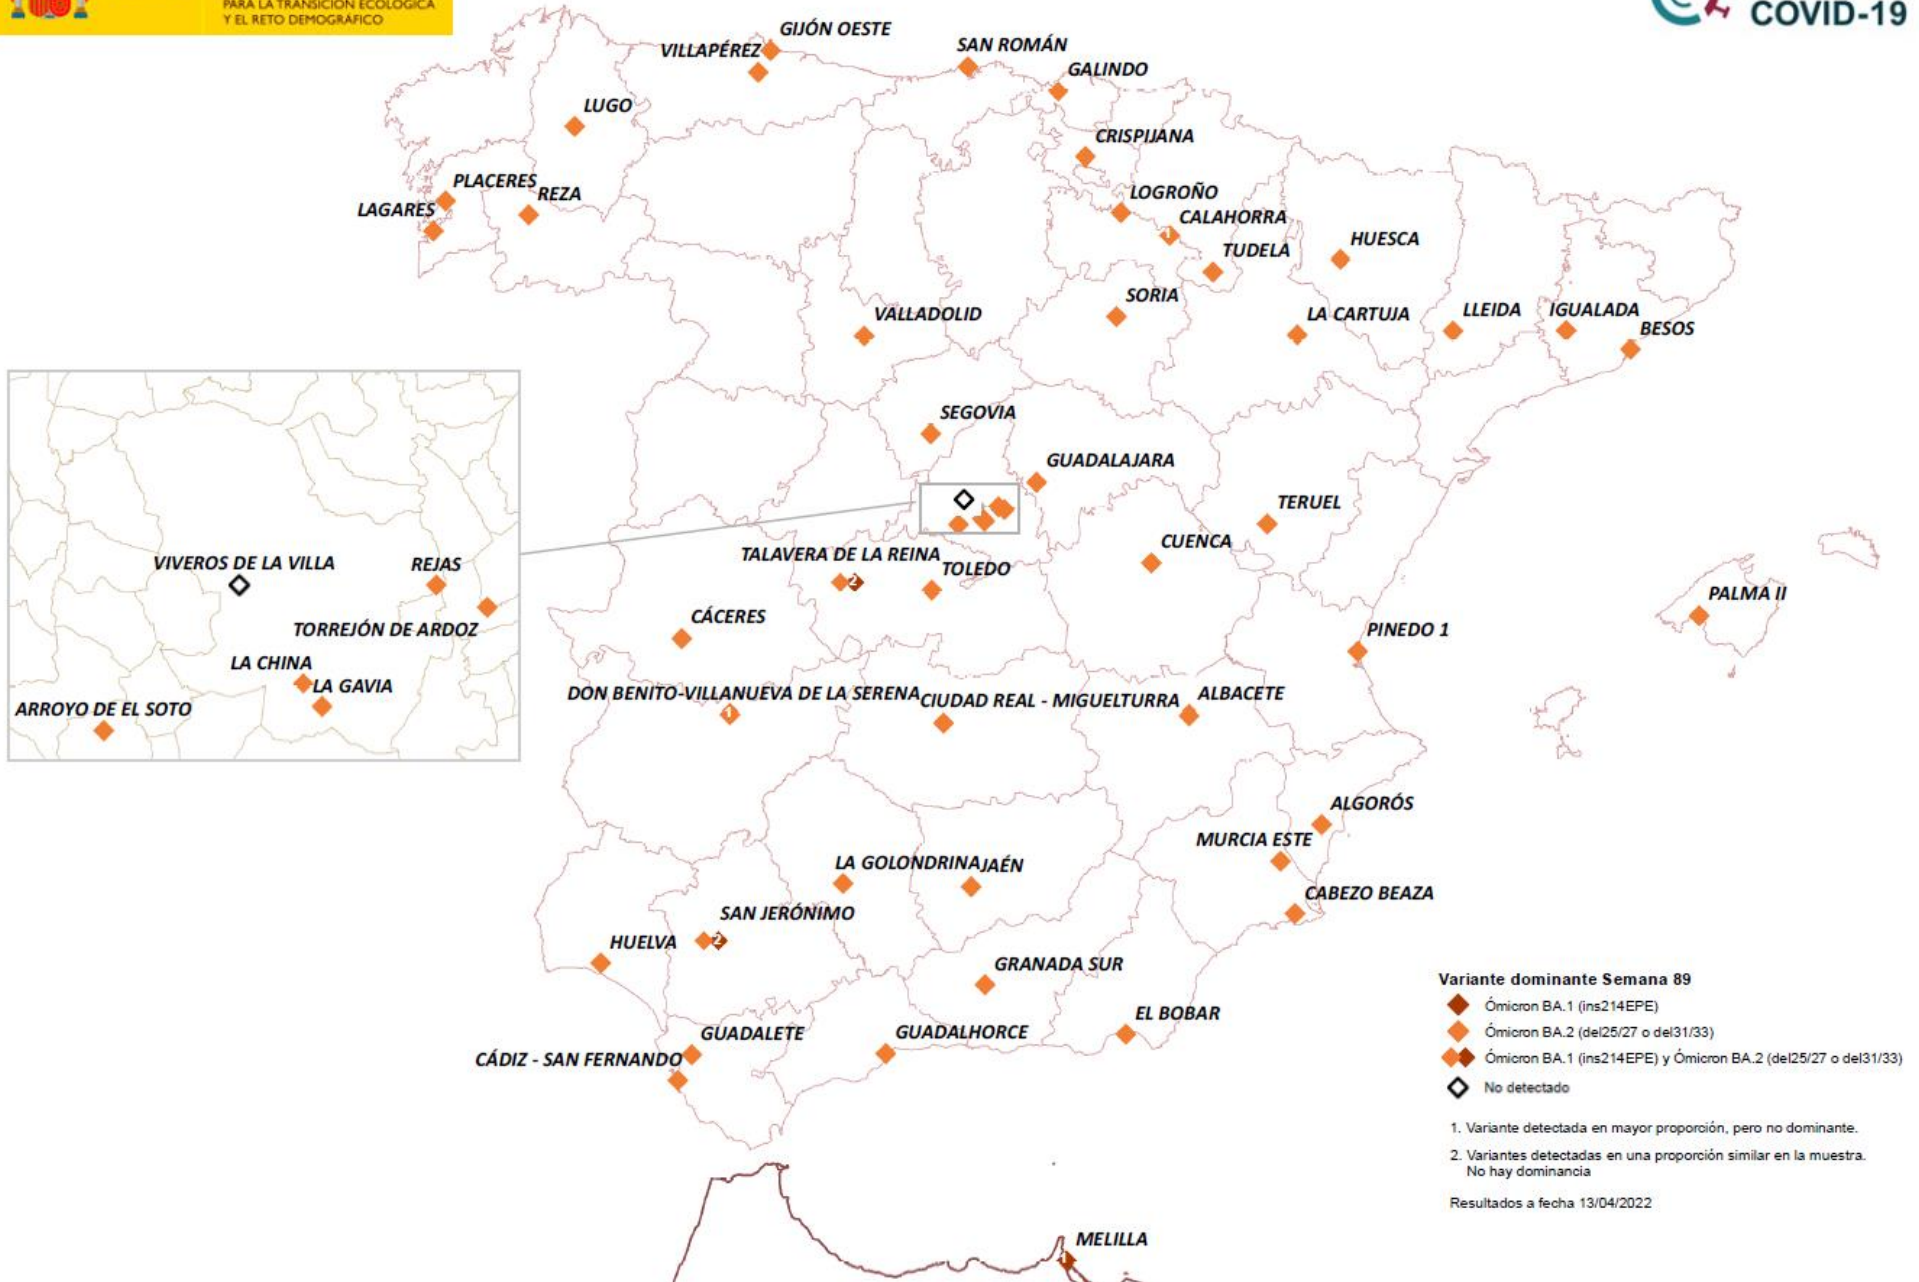 PARA LA TRANSICIÓN ECOLÓGICA
Y EL RETO DEMOGRÁFICO
COVID-19
GIJÓN OESTE
VILLAPÉREZ
SAN ROMÁN
GALINDO
LUGO
CRISPIJANA
PLACERES
REZA
LAGARES
LOGROÑO
CALAHORRA
1
TUDELA
HUESCA
SORIA
VALLADOLID
LA CARTUJA
LLEIDA
IGUALADA
BESOS
SEGOVIA
GUADALAJARA
TERUEL
CUENCA
TALAVERA DE LA REINA
2
TOLEDO
VIVEROS DE LA VILLA
REJAS
TORREJÓN DE ARDOZ
LA CHINA
LA GAVIA
ARROYO DE EL SOTO
CÁCERES
PALMA II
PINEDO 1
DON BENITO-VILLANUEVA DE LA SERENA
1
CIUDAD REAL - MIGUELTURRA
ALBACETE
ALGORÓS
MURCIA ESTE
LA GOLONDRINA
JAÉN
CABEZO BEAZA
SAN JERÓNIMO
2
HUELVA
GRANADA SUR
EL BOBAR
GUADALETE
GUADALHORCE
CÁDIZ - SAN FERNANDO
Variante dominante Semana 89
Ómicron BA.1 (ins214EPE)
Ómicron BA.2 (del25/27 o del31/33)
Ómicron BA.1 (ins214EPE) y Ómicron BA.2 (del25/27 o del31/33)
No detectado
1. Variante detectada en mayor proporción, pero no dominante.
2. Variantes detectadas en una proporción similar en la muestra.
No hay dominancia
Resultados a fecha 13/04/2022
MELILLA
1